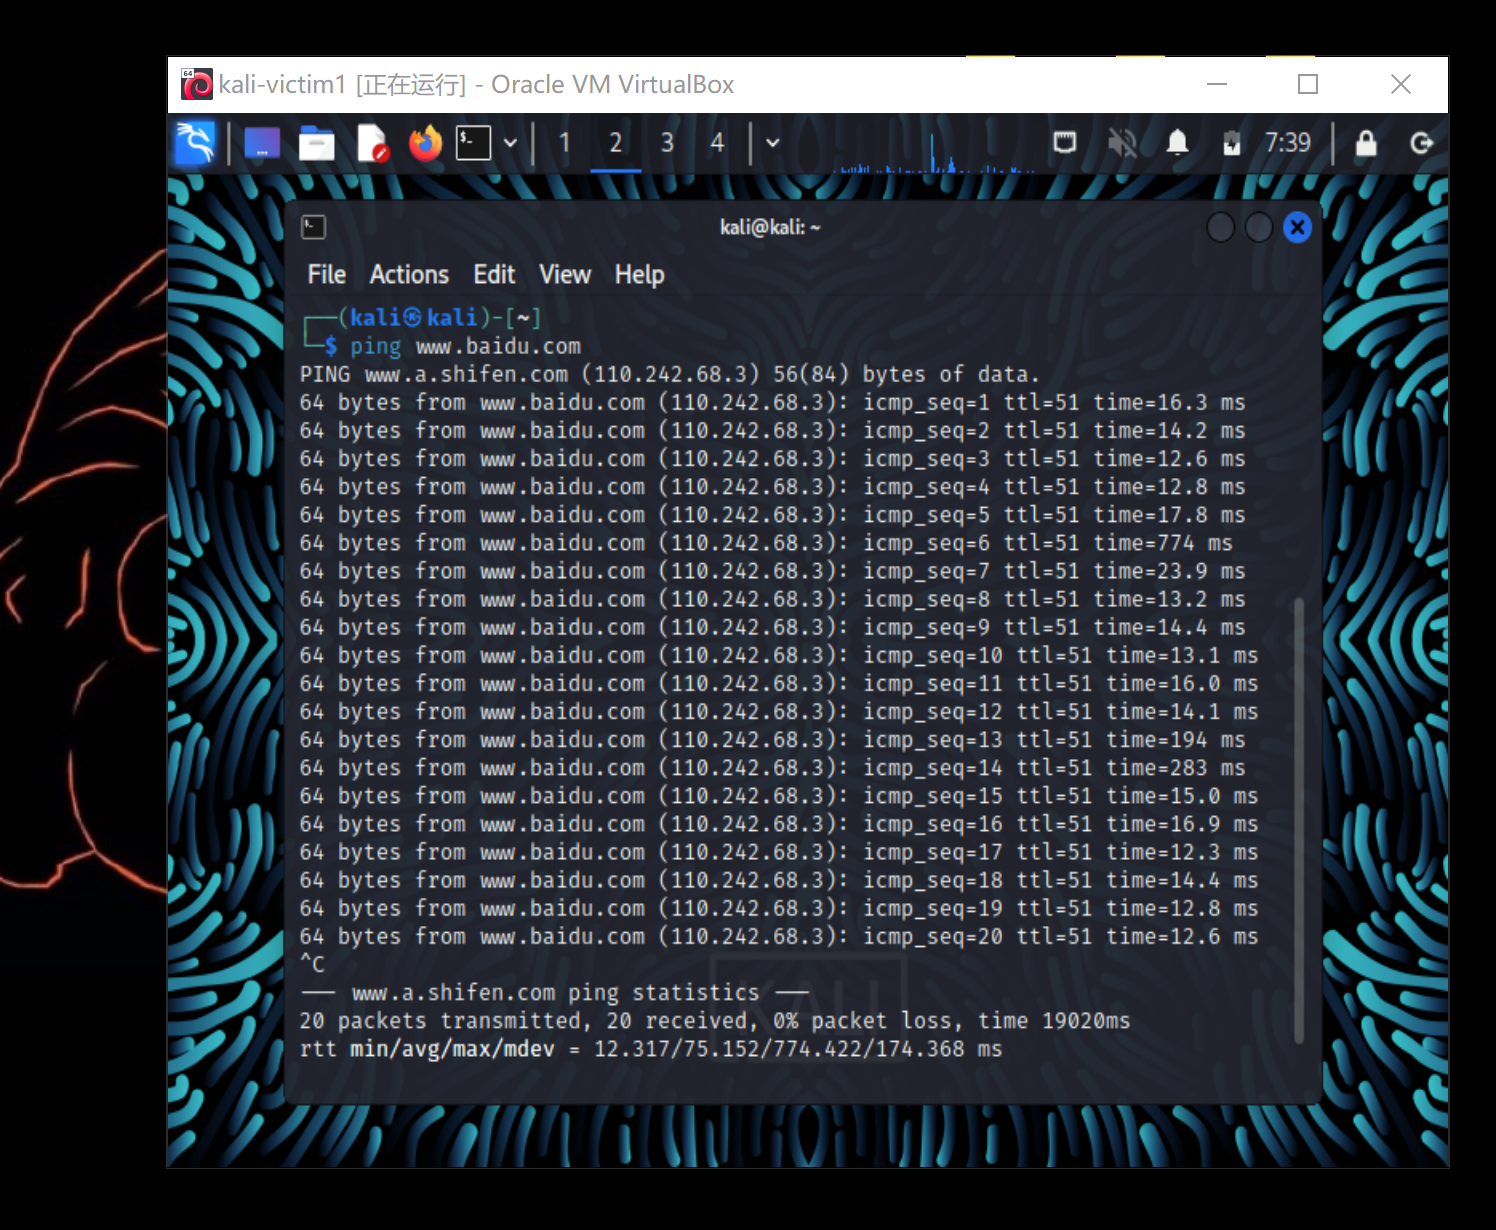 kali-victim1 [正在运行] - Oracle VM VirtualBox
1 2 3 4 7:39
kali@kali: ~
File Actions Edit View Help
┌──(kali㉿kali)-[~]
└─$ ping www.baidu.com
PING www.a.shifen.com (110.242.68.3) 56(84) bytes of data.
64 bytes from www.baidu.com (110.242.68.3): icmp_seq=1 ttl=51 time=16.3 ms
64 bytes from www.baidu.com (110.242.68.3): icmp_seq=2 ttl=51 time=14.2 ms
64 bytes from www.baidu.com (110.242.68.3): icmp_seq=3 ttl=51 time=12.6 ms
64 bytes from www.baidu.com (110.242.68.3): icmp_seq=4 ttl=51 time=12.8 ms
64 bytes from www.baidu.com (110.242.68.3): icmp_seq=5 ttl=51 time=17.8 ms
64 bytes from www.baidu.com (110.242.68.3): icmp_seq=6 ttl=51 time=774 ms
64 bytes from www.baidu.com (110.242.68.3): icmp_seq=7 ttl=51 time=23.9 ms
64 bytes from www.baidu.com (110.242.68.3): icmp_seq=8 ttl=51 time=13.2 ms
64 bytes from www.baidu.com (110.242.68.3): icmp_seq=9 ttl=51 time=14.4 ms
64 bytes from www.baidu.com (110.242.68.3): icmp_seq=10 ttl=51 time=13.1 ms
64 bytes from www.baidu.com (110.242.68.3): icmp_seq=11 ttl=51 time=16.0 ms
64 bytes from www.baidu.com (110.242.68.3): icmp_seq=12 ttl=51 time=14.1 ms
64 bytes from www.baidu.com (110.242.68.3): icmp_seq=13 ttl=51 time=194 ms
64 bytes from www.baidu.com (110.242.68.3): icmp_seq=14 ttl=51 time=283 ms
64 bytes from www.baidu.com (110.242.68.3): icmp_seq=15 ttl=51 time=15.0 ms
64 bytes from www.baidu.com (110.242.68.3): icmp_seq=16 ttl=51 time=16.9 ms
64 bytes from www.baidu.com (110.242.68.3): icmp_seq=17 ttl=51 time=12.3 ms
64 bytes from www.baidu.com (110.242.68.3): icmp_seq=18 ttl=51 time=14.4 ms
64 bytes from www.baidu.com (110.242.68.3): icmp_seq=19 ttl=51 time=12.8 ms
64 bytes from www.baidu.com (110.242.68.3): icmp_seq=20 ttl=51 time=12.6 ms
^C
--- www.a.shifen.com ping statistics ---
20 packets transmitted, 20 received, 0% packet loss, time 19020ms
rtt min/avg/max/mdev = 12.317/75.152/774.422/174.368 ms
KALI